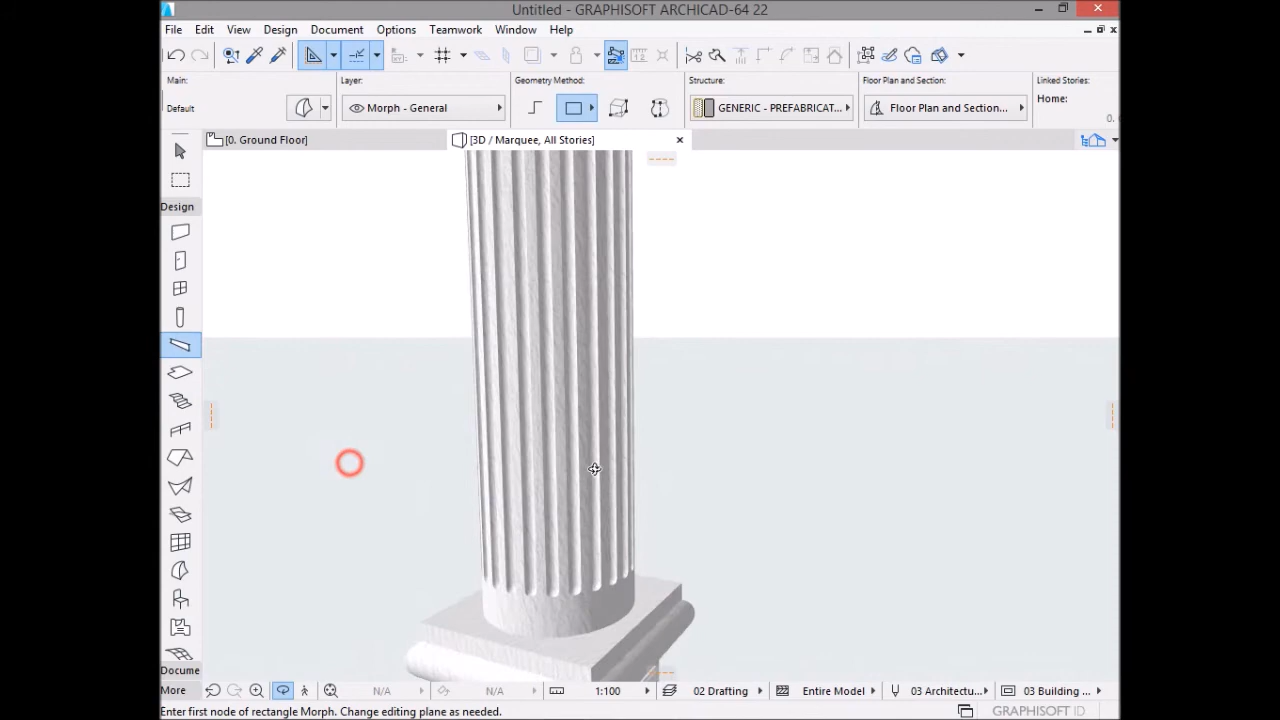 Untitled - GRAPHISOFT ARCHICAD-64 22
File Edit View Design Document Options Teamwork Window Help
Main: Layer: Geometry Method: Structure: Floor Plan and Section: Linked Stories:
Default Morph - General GENERIC - PREFABRICAT... Floor Plan and Section... Home:
0.
[0. Ground Floor] [3D / Marquee, All Stories]
Design
Docume
More N/A N/A 1:100 02 Drafting Entire Model 03 Architectu... 03 Building ...
Enter first node of rectangle Morph. Change editing plane as needed. GRAPHISOFT ID